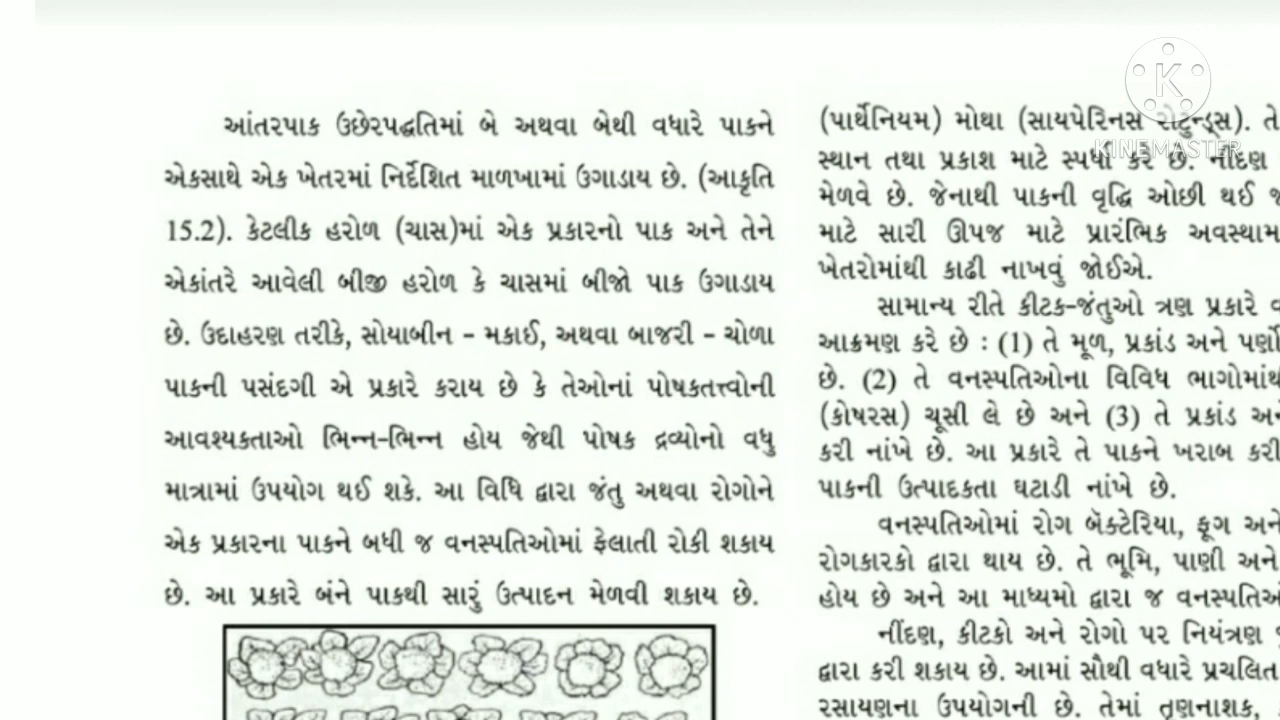 આંતરપાક ઉછેરપદ્ધતિમાં બે અથવા બેથી વધારે પાકને
એકસાથે એક ખેતરમાં નિર્દેશિત માળખામાં ઉગાડાય છે. (આકૃતિ
15.2). કેટલીક હરોળ (ચાસ)માં એક પ્રકારનો પાક અને તેને
એકાંતરે આવેલી બીજી હરોળ કે ચાસમાં બીજો પાક ઉગાડાય
છે. ઉદાહરણ તરીકે, સોયાબીન – મકાઈ, અથવા બાજરી – ચોળા
પાકની પસંદગી એ પ્રકારે કરાય છે કે તેઓનાં પોષકતત્ત્વોની
આવશ્યકતાઓ ભિન્ન-ભિન્ન હોય જેથી પોષક દ્રવ્યોનો વધુ
માત્રામાં ઉપયોગ થઈ શકે. આ વિધિ દ્વારા જંતુ અથવા રોગોને
એક પ્રકારના પાકને બધી જ વનસ્પતિઓમાં ફેલાતી રોકી શકાય
છે. આ પ્રકારે બંને પાકથી સારું ઉત્પાદન મેળવી શકાય છે.
(પાર્થેનિયમ) મોથા (સાયપેરિનસ રોટુન્ડ્સ). તે
સ્થાન તથા પ્રકાશ માટે સ્પર્ધા કરે છે. નીંદણ
મેળવે છે. જેનાથી પાકની વૃદ્ધિ ઓછી થઈ
માટે સારી ઊપજ માટે પ્રારંભિક
ખેતરોમાંથી કાઢી નાખવું જોઈએ.
સામાન્ય રીતે કીટક-જંતુઓ ત્રણ પ્રકારે
આક્રમણ કરે છે : (1) તે મૂળ, પ્રકાંડ અને
છે. (2) તે વનસ્પતિઓના વિવિધ
(કોષરસ) ચૂસી લે છે અને (3) તે પ્રકાંડ
કરી નાંખે છે. આ પ્રકારે તે પાકને ખરાબ કરી
પાકની ઉત્પાદકતા ઘટાડી નાંખે છે.
વનસ્પતિઓમાં રોગ બૅક્ટેરિયા, ફૂગ અને
રોગકારકો દ્વારા થાય છે. તે ભૂમિ, પાણી અને
હોય છે અને આ માધ્યમો દ્વારા જ
નીંદણ, કીટકો અને રોગો પર નિયંત્રણ
દ્વારા કરી શકાય છે. આમાં સૌથી વધારે પ્રચલિત
રસાયણના ઉપયોગની છે. તેમાં તૃણનાશક,
KINEMASTER